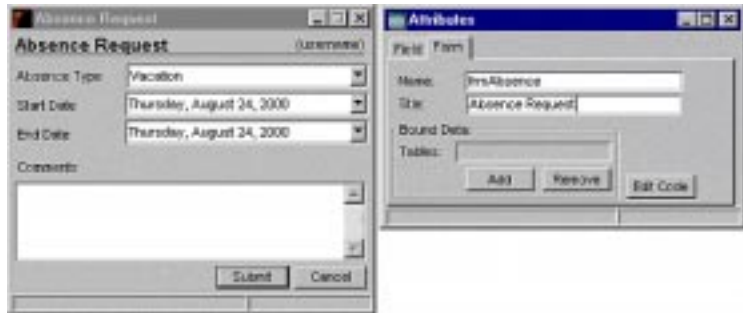 Absence Request
Absence Request
(username)
Absence Type
Vacation
Start Date
Thursday, August 24, 2000
End Date
Thursday, August 24, 2000
Comments
Submit
Cancel
Attributes
Field
Form
Name:
frmAbsence
Title:
Absence Request
Bound Data:
Tables:
Add
Remove
Edit Code